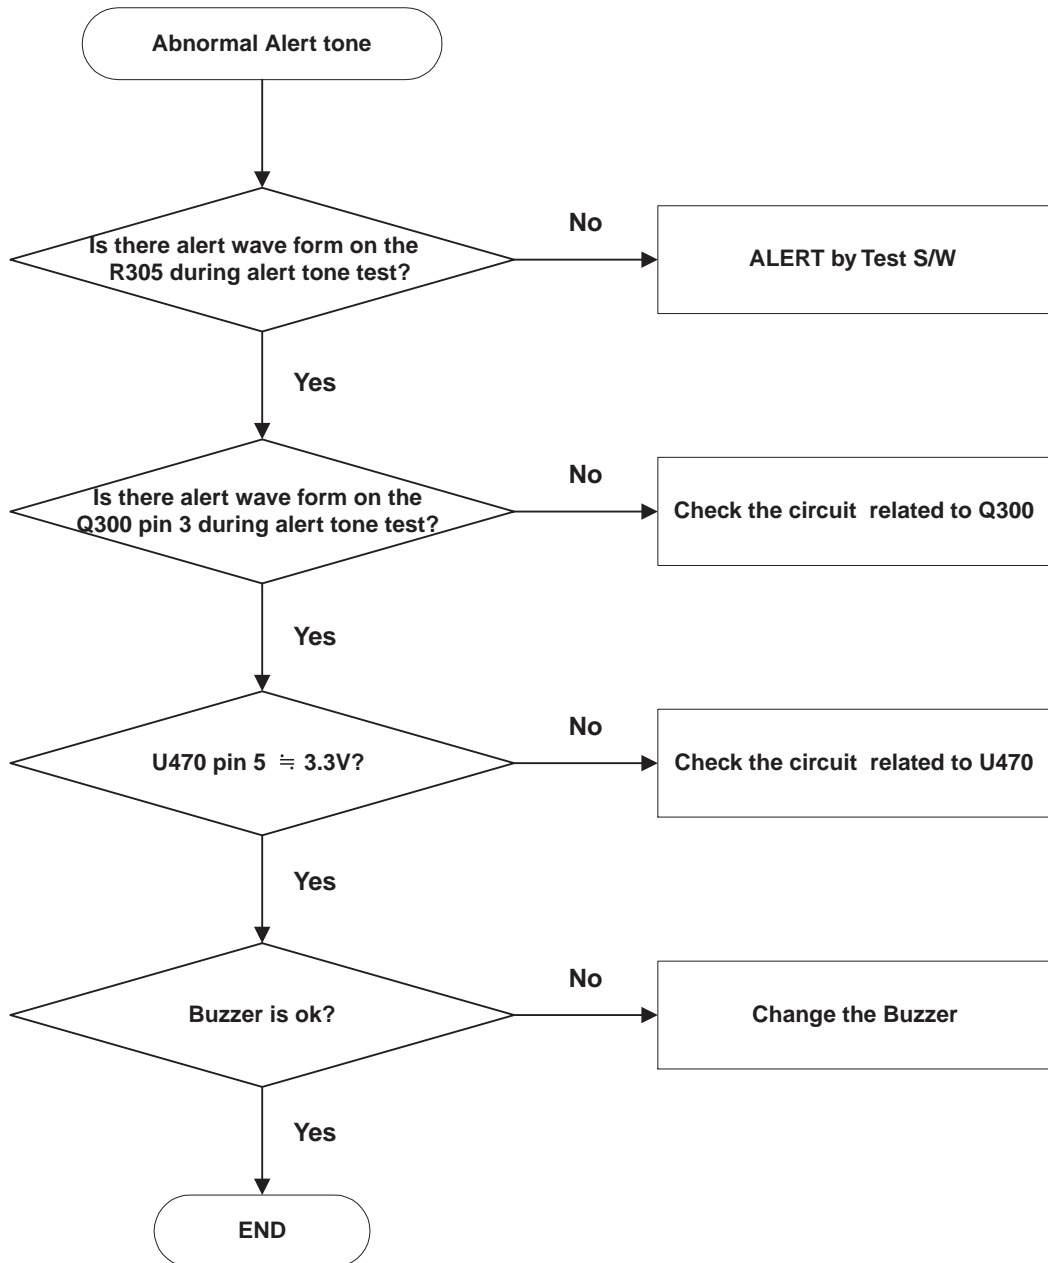 Abnormal Alert tone
Is there alert wave form on the
R305 during alert tone test?
No
ALERT by Test S/W
Yes
Is there alert wave form on the
Q300 pin 3 during alert tone test?
No
Check the circuit related to Q300
Yes
U470 pin 5 ≒ 3.3V?
No
Check the circuit related to U470
Yes
Buzzer is ok?
No
Change the Buzzer
Yes
END